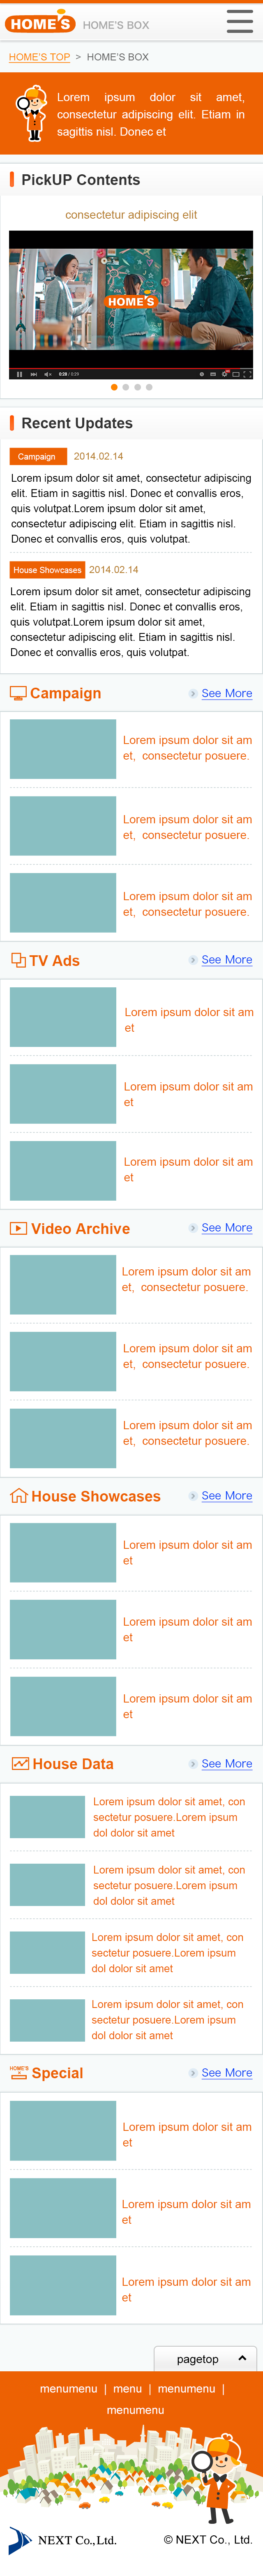 HOME'S HOME'S BOX
HOME'S TOP > HOME'S BOX
Lorem ipsum dolor sit amet,
consectetur adipiscing elit. Etiam in
sagittis nisl. Donec et
PickUP Contents
consectetur adipiscing elit
HOME'S
Recent Updates
Campaign 2014.02.14
Lorem ipsum dolor sit amet, consectetur adipiscing
elit. Etiam in sagittis nisl. Donec et convallis eros,
quis volutpat.Lorem ipsum dolor sit amet,
consectetur adipiscing elit. Etiam in sagittis nisl.
Donec et convallis eros, quis volutpat.
House Showcases 2014.02.14
Lorem ipsum dolor sit amet, consectetur adipiscing
elit. Etiam in sagittis nisl. Donec et convallis eros,
quis volutpat.Lorem ipsum dolor sit amet,
consectetur adipiscing elit. Etiam in sagittis nisl.
Donec et convallis eros, quis volutpat.
Campaign See More
Lorem ipsum dolor sit am
et, consectetur posuere.
Lorem ipsum dolor sit am
et, consectetur posuere.
Lorem ipsum dolor sit am
et, consectetur posuere.
TV Ads See More
Lorem ipsum dolor sit am
et
Lorem ipsum dolor sit am
et
Lorem ipsum dolor sit am
et
Video Archive See More
Lorem ipsum dolor sit am
et, consectetur posuere.
Lorem ipsum dolor sit am
et, consectetur posuere.
Lorem ipsum dolor sit am
et, consectetur posuere.
House Showcases See More
Lorem ipsum dolor sit am
et
Lorem ipsum dolor sit am
et
Lorem ipsum dolor sit am
et
House Data See More
Lorem ipsum dolor sit amet, con
sectetur posuere.Lorem ipsum
dol dolor sit amet
Lorem ipsum dolor sit amet, con
sectetur posuere.Lorem ipsum
dol dolor sit amet
Lorem ipsum dolor sit amet, con
sectetur posuere.Lorem ipsum
dol dolor sit amet
Lorem ipsum dolor sit amet, con
sectetur posuere.Lorem ipsum
dol dolor sit amet
HOME'S Special See More
Lorem ipsum dolor sit am
et
Lorem ipsum dolor sit am
et
Lorem ipsum dolor sit am
et
pagetop
menumenu | menu | menumenu |
menumenu
NEXT Co., Ltd. © NEXT Co., Ltd.